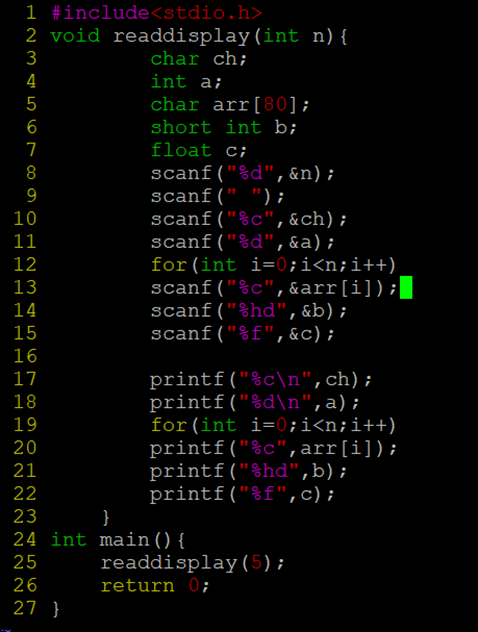 1 #include<stdio.h>
2 void readdisplay(int n){
3         char ch;
4         int a;
5         char arr[80];
6         short int b;
7         float c;
8         scanf("%d",&n);
9         scanf(" ");
10         scanf("%c",&ch);
11         scanf("%d",&a);
12         for(int i=0;i<n;i++)
13         scanf("%c",&arr[i]);
14         scanf("%hd",&b);
15         scanf("%f",&c);
16
17         printf("%c\n",ch);
18         printf("%d\n",a);
19         for(int i=0;i<n;i++)
20         printf("%c",arr[i]);
21         printf("%hd",b);
22         printf("%f",c);
23     }
24 int main(){
25     readdisplay(5);
26     return 0;
27 }
~